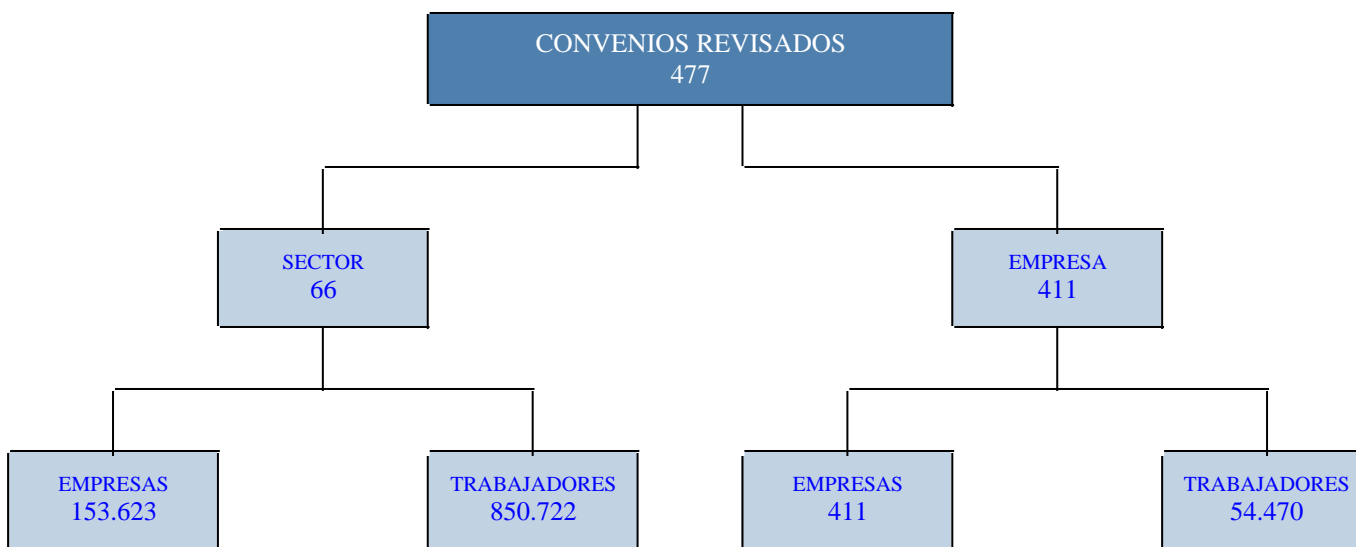 CONVENIOS REVISADOS
477
SECTOR
66
EMPRESA
411
EMPRESAS
153.623
TRABAJADORES
850.722
EMPRESAS
411
TRABAJADORES
54.470